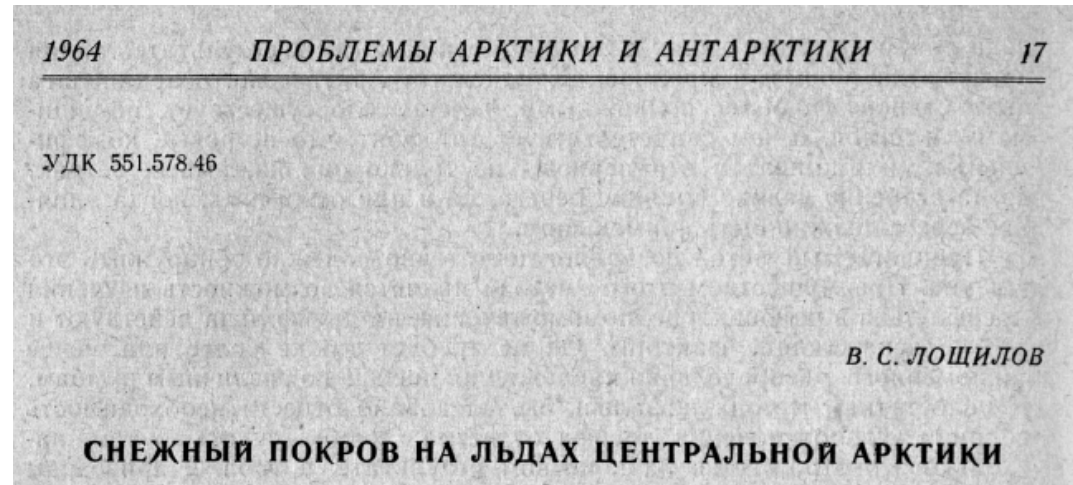 1964 ПРОБЛЕМЫ АРКТИКИ И АНТАРКТИКИ 17
УДК 551.578.46
В. С. ЛОЩИЛОВ
СНЕЖНЫЙ ПОКРОВ НА ЛЬДАХ ЦЕНТРАЛЬНОЙ АРКТИКИ